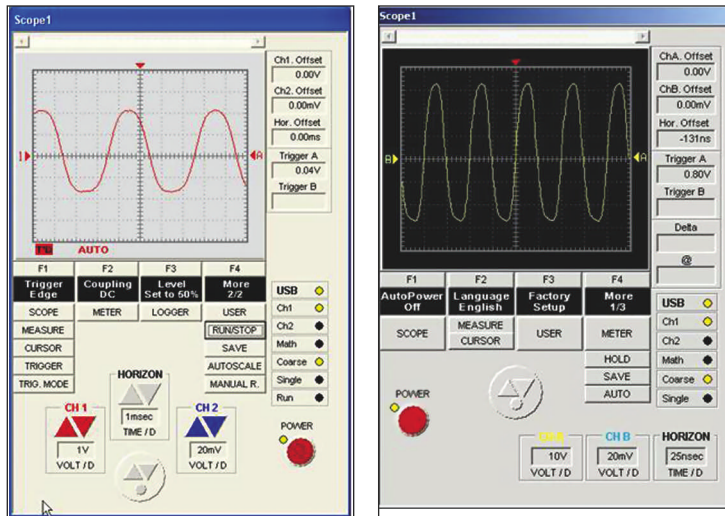 Scope1
Ch1. Offset
0.00V
Ch2. Offset
0.00mV
Hor. Offset
0.00ms
Trigger A
0.04V
Trigger B
1
A
AUTO
F1 F2 F3 F4
Trigger Edge
Coupling DC
Level Set to 50%
More 2/2
SCOPE METER LOGGER USER
MEASURE RUN/STOP
CURSOR SAVE
TRIGGER AUTOSCALE
TRIG. MODE MANUAL R.
USB
Ch1
Ch2
Math
Coarse
Single
Run
HORIZON
1msec
TIME / D
CH 1
1V
VOLT / D
CH 2
20mV
VOLT / D
POWER
Scope1
ChA. Offset
0.00V
ChB. Offset
0.00mV
Hor. Offset
-131ns
Trigger A
0.80V
Trigger B
Delta
@
B
A
F1 F2 F3 F4
AutoPower Off
Language English
Factory Setup
More 1/3
SCOPE
MEASURE
CURSOR
USER
METER
HOLD
SAVE
AUTO
USB
Ch1
Ch2
Math
Coarse
Single
POWER
10V
VOLT / D
CH B
20mV
VOLT / D
HORIZON
25nsec
TIME / D